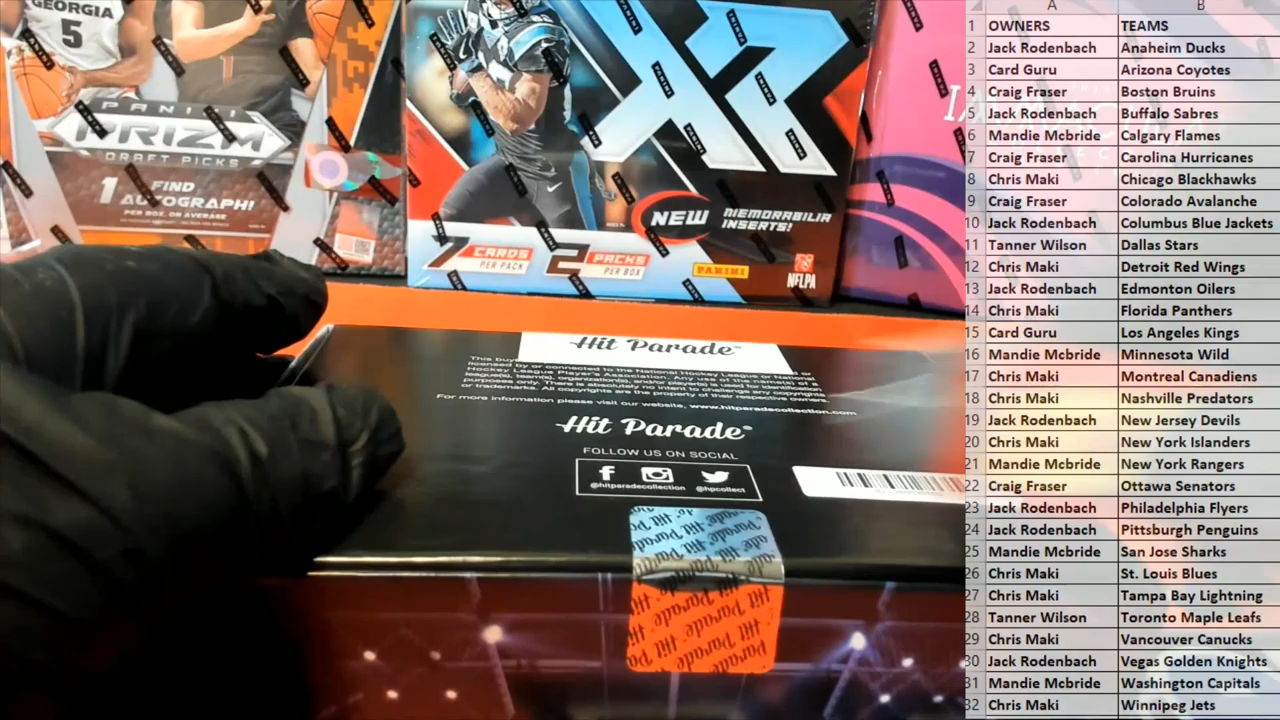 GEORGIA
5
PANINI
PRIZM
DRAFT PICKS
1 FIND
AUTOGRAPH!
PER BOX, ON AVERAGE
XR
NEW MEMORABILIA
INSERTS!
7 CARDS
PER PACK
2 PACKS
PER BOX
PANINI
NFLPA
Hit Parade
For more information please visit our website, www.hitparadecollection.com
Hit Parade
FOLLOW US ON SOCIAL
@hitparadecollection @hpcollect
Hit Parade
A B
1 OWNERS TEAMS
2 Jack Rodenbach Anaheim Ducks
3 Card Guru Arizona Coyotes
4 Craig Fraser Boston Bruins
5 Jack Rodenbach Buffalo Sabres
6 Mandie Mcbride Calgary Flames
7 Craig Fraser Carolina Hurricanes
8 Chris Maki Chicago Blackhawks
9 Craig Fraser Colorado Avalanche
10 Jack Rodenbach Columbus Blue Jackets
11 Tanner Wilson Dallas Stars
12 Chris Maki Detroit Red Wings
13 Jack Rodenbach Edmonton Oilers
14 Chris Maki Florida Panthers
15 Card Guru Los Angeles Kings
16 Mandie Mcbride Minnesota Wild
17 Chris Maki Montreal Canadiens
18 Chris Maki Nashville Predators
19 Jack Rodenbach New Jersey Devils
20 Chris Maki New York Islanders
21 Mandie Mcbride New York Rangers
22 Craig Fraser Ottawa Senators
23 Jack Rodenbach Philadelphia Flyers
24 Jack Rodenbach Pittsburgh Penguins
25 Mandie Mcbride San Jose Sharks
26 Chris Maki St. Louis Blues
27 Chris Maki Tampa Bay Lightning
28 Tanner Wilson Toronto Maple Leafs
29 Chris Maki Vancouver Canucks
30 Jack Rodenbach Vegas Golden Knights
31 Mandie Mcbride Washington Capitals
32 Chris Maki Winnipeg Jets